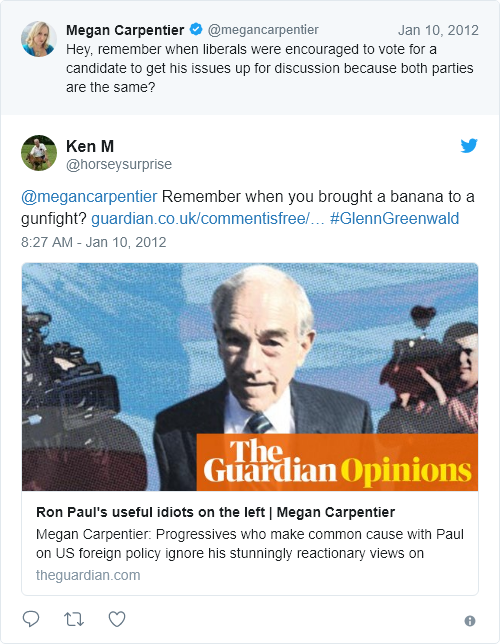 Megan Carpentier @megancarpentier Jan 10, 2012
Hey, remember when liberals were encouraged to vote for a
candidate to get his issues up for discussion because both parties
are the same?
Ken M
@horseysurprise
@megancarpentier Remember when you brought a banana to a
gunfight? guardian.co.uk/commentisfree/… #GlennGreenwald
8:27 AM - Jan 10, 2012
The
Guardian Opinions
Ron Paul's useful idiots on the left | Megan Carpentier
Megan Carpentier: Progressives who make common cause with Paul
on US foreign policy ignore his stunningly reactionary views on
theguardian.com